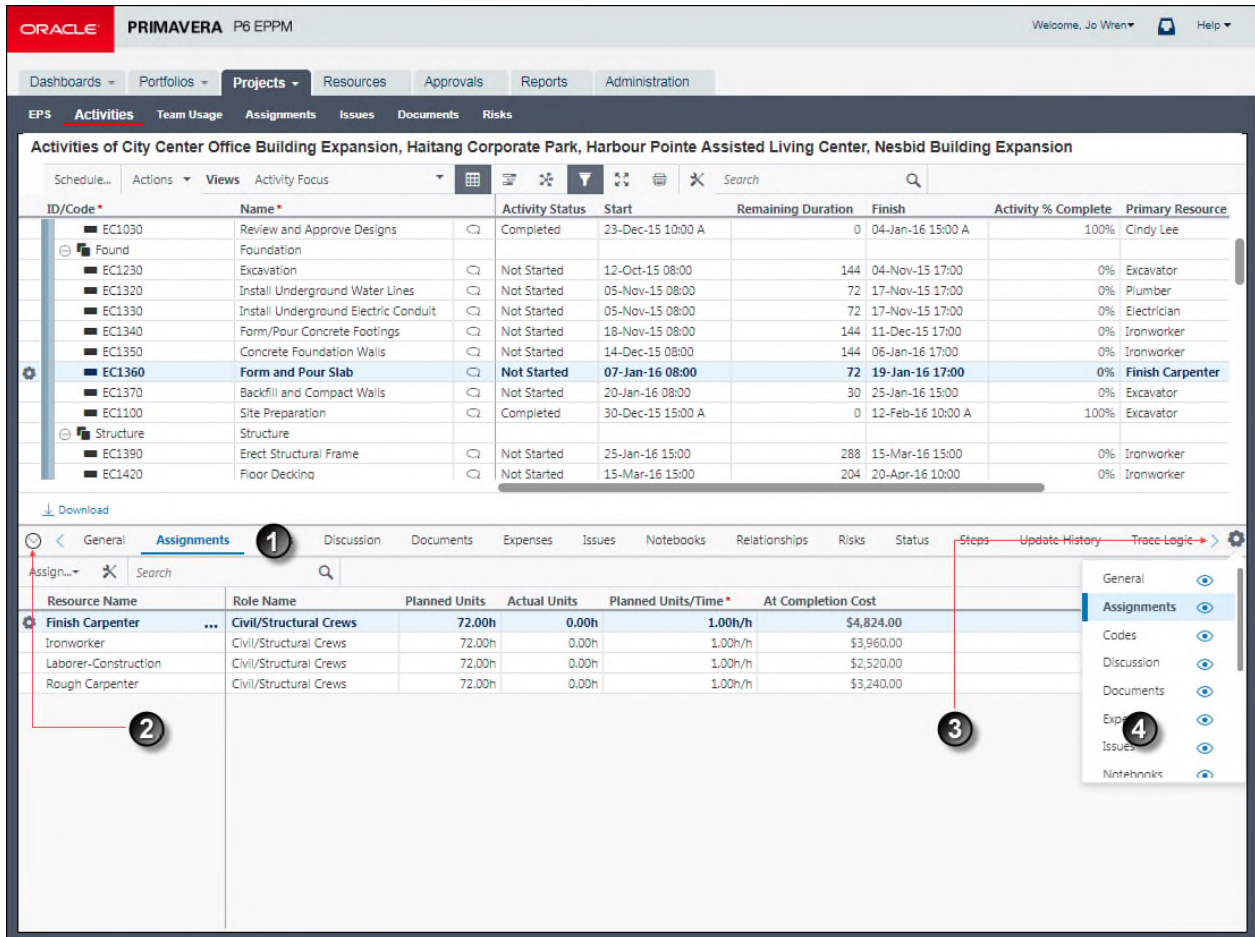 ORACLE PRIMAVERA P6 EPPM Welcome, Jo Wren Help
Dashboards Portfolios Projects Resources Approvals Reports Administration
EPS Activities Team Usage Assignments Issues Documents Risks
Activities of City Center Office Building Expansion, Haitang Corporate Park, Harbour Pointe Assisted Living Center, Nesbid Building Expansion
Schedule... Actions Views Activity Focus Search
ID/Code* Name* Activity Status Start Remaining Duration Finish Activity % Complete Primary Resource
EC1030 Review and Approve Designs Completed 23-Dec-15 10:00 A 0 04-Jan-16 15:00 A 100% Cindy Lee
Found Foundation
EC1230 Excavation Not Started 12-Oct-15 08:00 144 04-Nov-15 17:00 0% Excavator
EC1320 Install Underground Water Lines Not Started 05-Nov-15 08:00 72 17-Nov-15 17:00 0% Plumber
EC1330 Install Underground Electric Conduit Not Started 05-Nov-15 08:00 72 17-Nov-15 17:00 0% Electrician
EC1340 Form/Pour Concrete Footings Not Started 18-Nov-15 08:00 144 11-Dec-15 17:00 0% Ironworker
EC1350 Concrete Foundation Walls Not Started 14-Dec-15 08:00 144 06-Jan-16 17:00 0% Ironworker
EC1360 Form and Pour Slab Not Started 07-Jan-16 08:00 72 19-Jan-16 17:00 0% Finish Carpenter
EC1370 Backfill and Compact Walls Not Started 20-Jan-16 08:00 30 25-Jan-16 15:00 0% Excavator
EC1100 Site Preparation Completed 30-Dec-15 15:00 A 0 12-Feb-16 10:00 A 100% Excavator
Structure Structure
EC1390 Erect Structural Frame Not Started 25-Jan-16 15:00 288 15-Mar-16 15:00 0% Ironworker
EC1420 Floor Decking Not Started 15-Mar-16 15:00 204 20-Apr-16 10:00 0% Ironworker
Download
General Assignments 1 Discussion Documents Expenses Issues Notebooks Relationships Risks Status Steps Update History Trace Logic
Assign... Search
Resource Name Role Name Planned Units Actual Units Planned Units/Time* At Completion Cost
Finish Carpenter ... Civil/Structural Crews 72.00h 0.00h 1.00h/h $4,824.00
Ironworker Civil/Structural Crews 72.00h 0.00h 1.00h/h $3,960.00
Laborer-Construction Civil/Structural Crews 72.00h 0.00h 1.00h/h $2,520.00
Rough Carpenter Civil/Structural Crews 72.00h 0.00h 1.00h/h $3,240.00
General
Assignments
Codes
Discussion
Documents
2 3 4
Issues
Notebooks